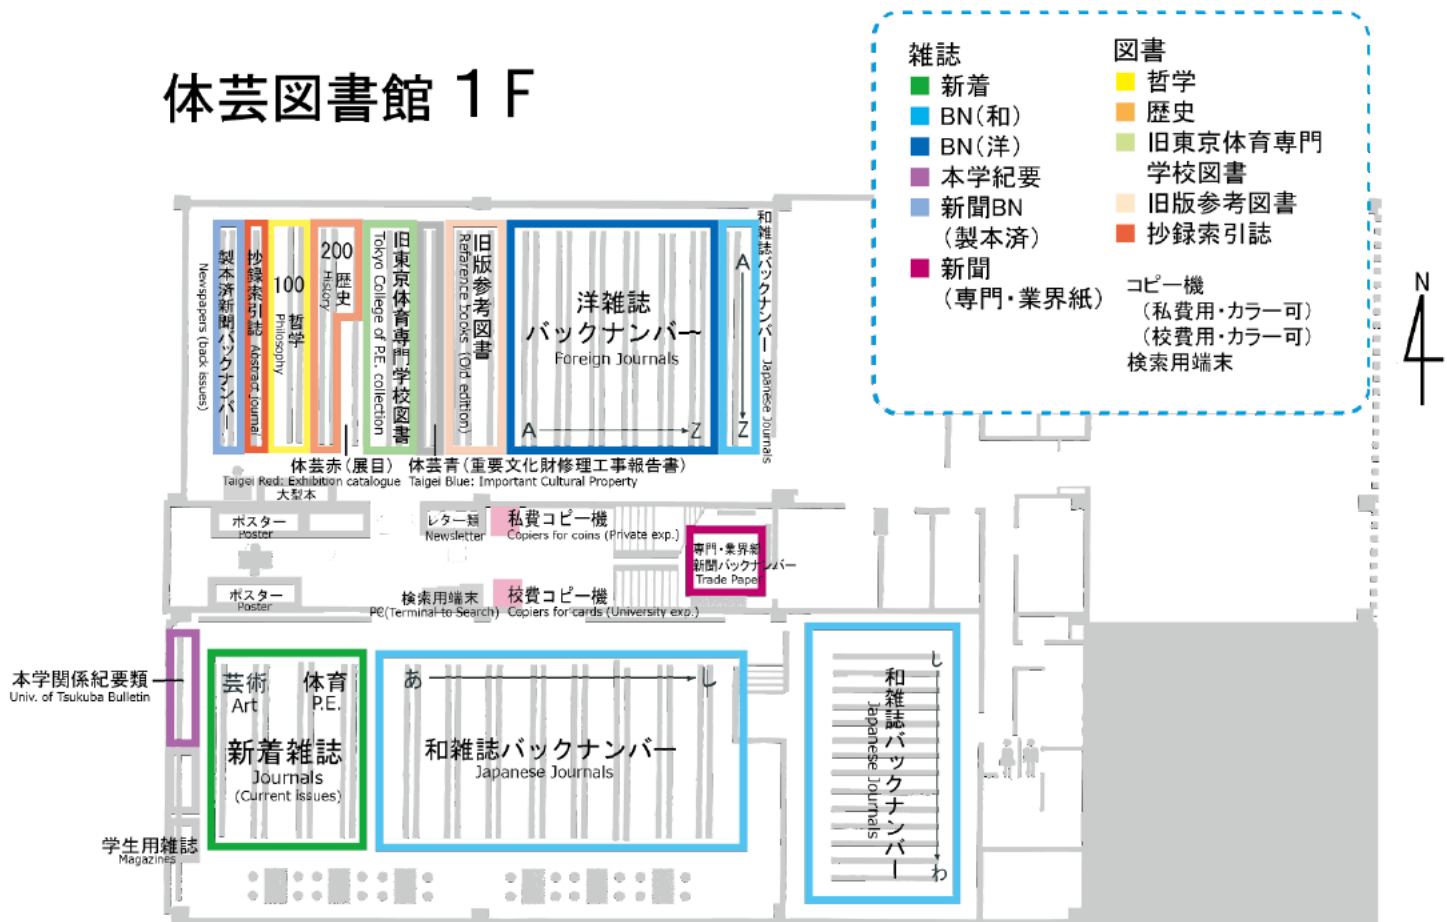 体芸図書館 1F
雑誌
新着
BN(和)
BN(洋)
本学紀要
新聞BN
(製本済)
新聞
(専門・業界紙)
図書
哲学
歴史
旧東京体育専門
学校図書
旧版参考図書
抄録索引誌
コピー機
(私費用・カラー可)
(校費用・カラー可)
検索用端末
N
製本済新聞バックナンバー
Newspapers (back issues)
抄録索引誌 Abstract journal
100 哲学
Philosophy
200 歴史
History
旧東京体育専門学校図書
Tokyo College of P.E. collection
旧版参考図書
Refarance books (Old edition)
洋雑誌
バックナンバー
Foreign Journals
A
Z
和雑誌バックナンバー Japanese Journals
A
Z
体芸赤(展目)
Taigei Red: Exhibition catalogue
体芸青(重要文化財修理工事報告書)
Taigei Blue: Important Cultural Property
大型本
ポスター
Poster
レター類
Newsletter
私費コピー機
Copiers for coins (Private exp.)
専門・業界紙
新聞バックナンバー
Trade Paper
ポスター
Poster
検索用端末
PC(Terminal to Search)
校費コピー機
Copiers for cards (University exp.)
本学関係紀要類
Univ. of Tsukuba Bulletin
芸術
Art
体育
P.E.
新着雑誌
Journals
(Current issues)
あ
し
和雑誌バックナンバー
Japanese Journals
し
わ
和雑誌バックナンバー
Japanese Journals
学生用雑誌
Magazines